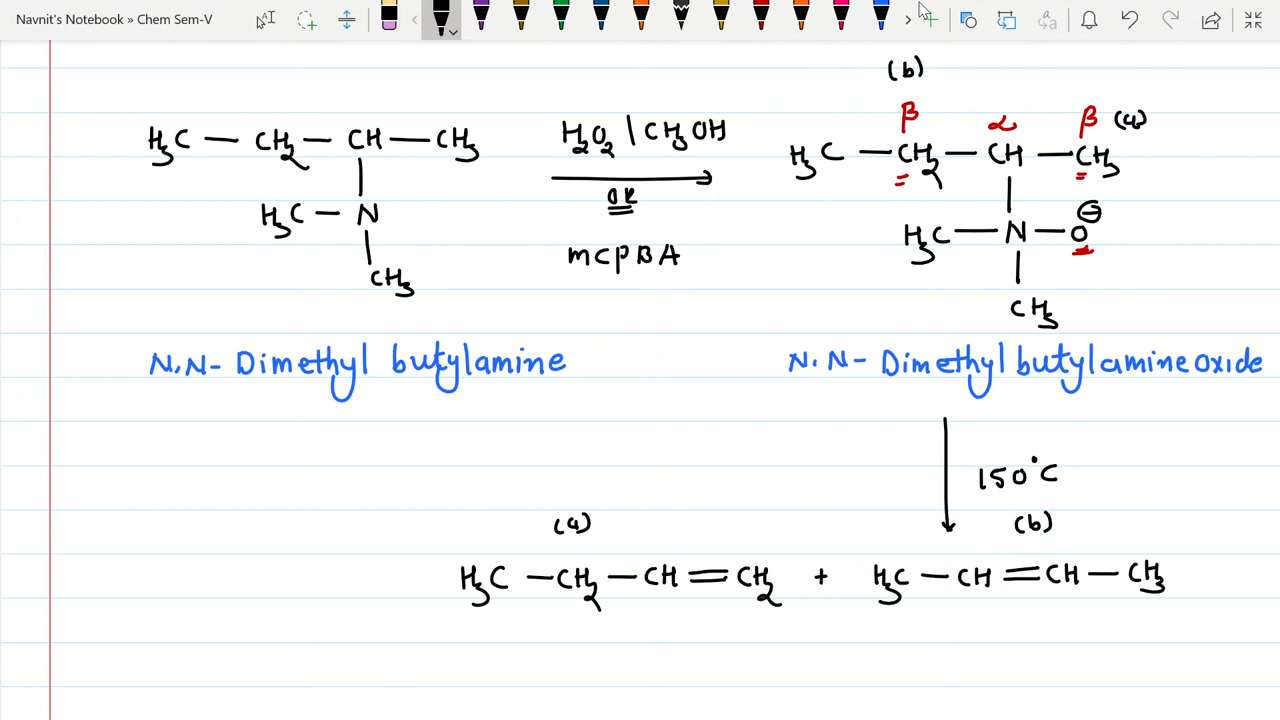 Navnit's Notebook » Chem Sem-V
(b)
β α β (a)
H₃C — CH₂ — CH — CH₃ H₂O₂ | CH₃OH H₃C — CH₂ — CH — CH₃
OR
H₃C — N H₃C — N — O⊖
mCpBA
CH₃ CH₃
N,N- Dimethyl butylamine N,N- Dimethyl butylamine oxide
150°C
(a) (b)
H₃C — CH₂ — CH = CH₂ + H₃C — CH = CH — CH₃